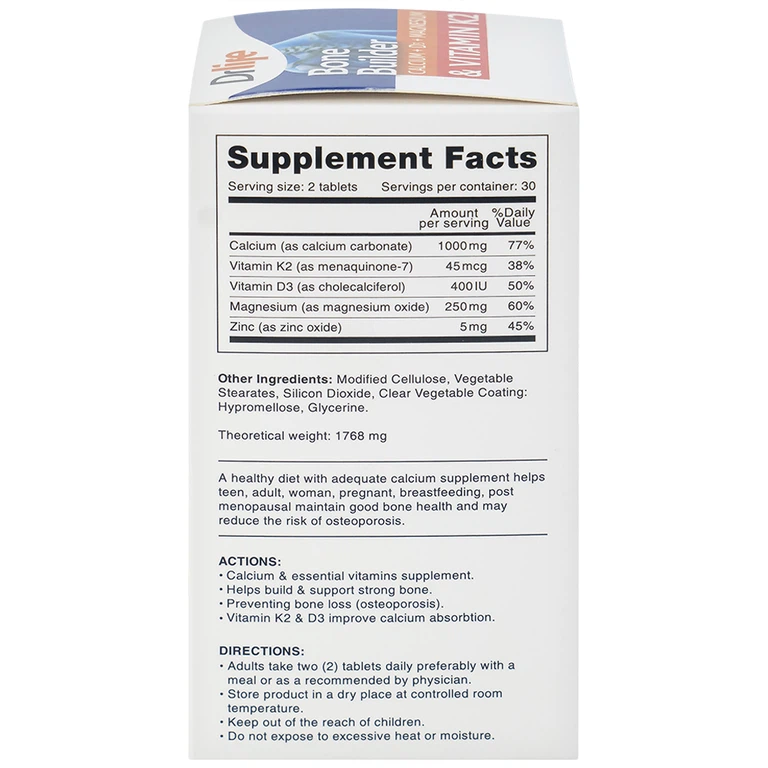 Drlife
Bone
Builder
CALCIUM + D3 + MAGNESIUM
& VITAMIN K2
Supplement Facts
Serving size: 2 tablets Servings per container: 30
Amount per serving %Daily Value
Calcium (as calcium carbonate) 1000mg 77%
Vitamin K2 (as menaquinone-7) 45mcg 38%
Vitamin D3 (as cholecalciferol) 400IU 50%
Magnesium (as magnesium oxide) 250mg 60%
Zinc (as zinc oxide) 5mg 45%
Other Ingredients: Modified Cellulose, Vegetable
Stearates, Silicon Dioxide, Clear Vegetable Coating:
Hypromellose, Glycerine.
Theoretical weight: 1768 mg
A healthy diet with adequate calcium supplement helps
teen, adult, woman, pregnant, breastfeeding, post
menopausal maintain good bone health and may
reduce the risk of osteoporosis.
ACTIONS:
• Calcium & essential vitamins supplement.
• Helps build & support strong bone.
• Preventing bone loss (osteoporosis).
• Vitamin K2 & D3 improve calcium absorbtion.
DIRECTIONS:
• Adults take two (2) tablets daily preferably with a
meal or as a recommended by physician.
• Store product in a dry place at controlled room
temperature.
• Keep out of the reach of children.
• Do not expose to excessive heat or moisture.